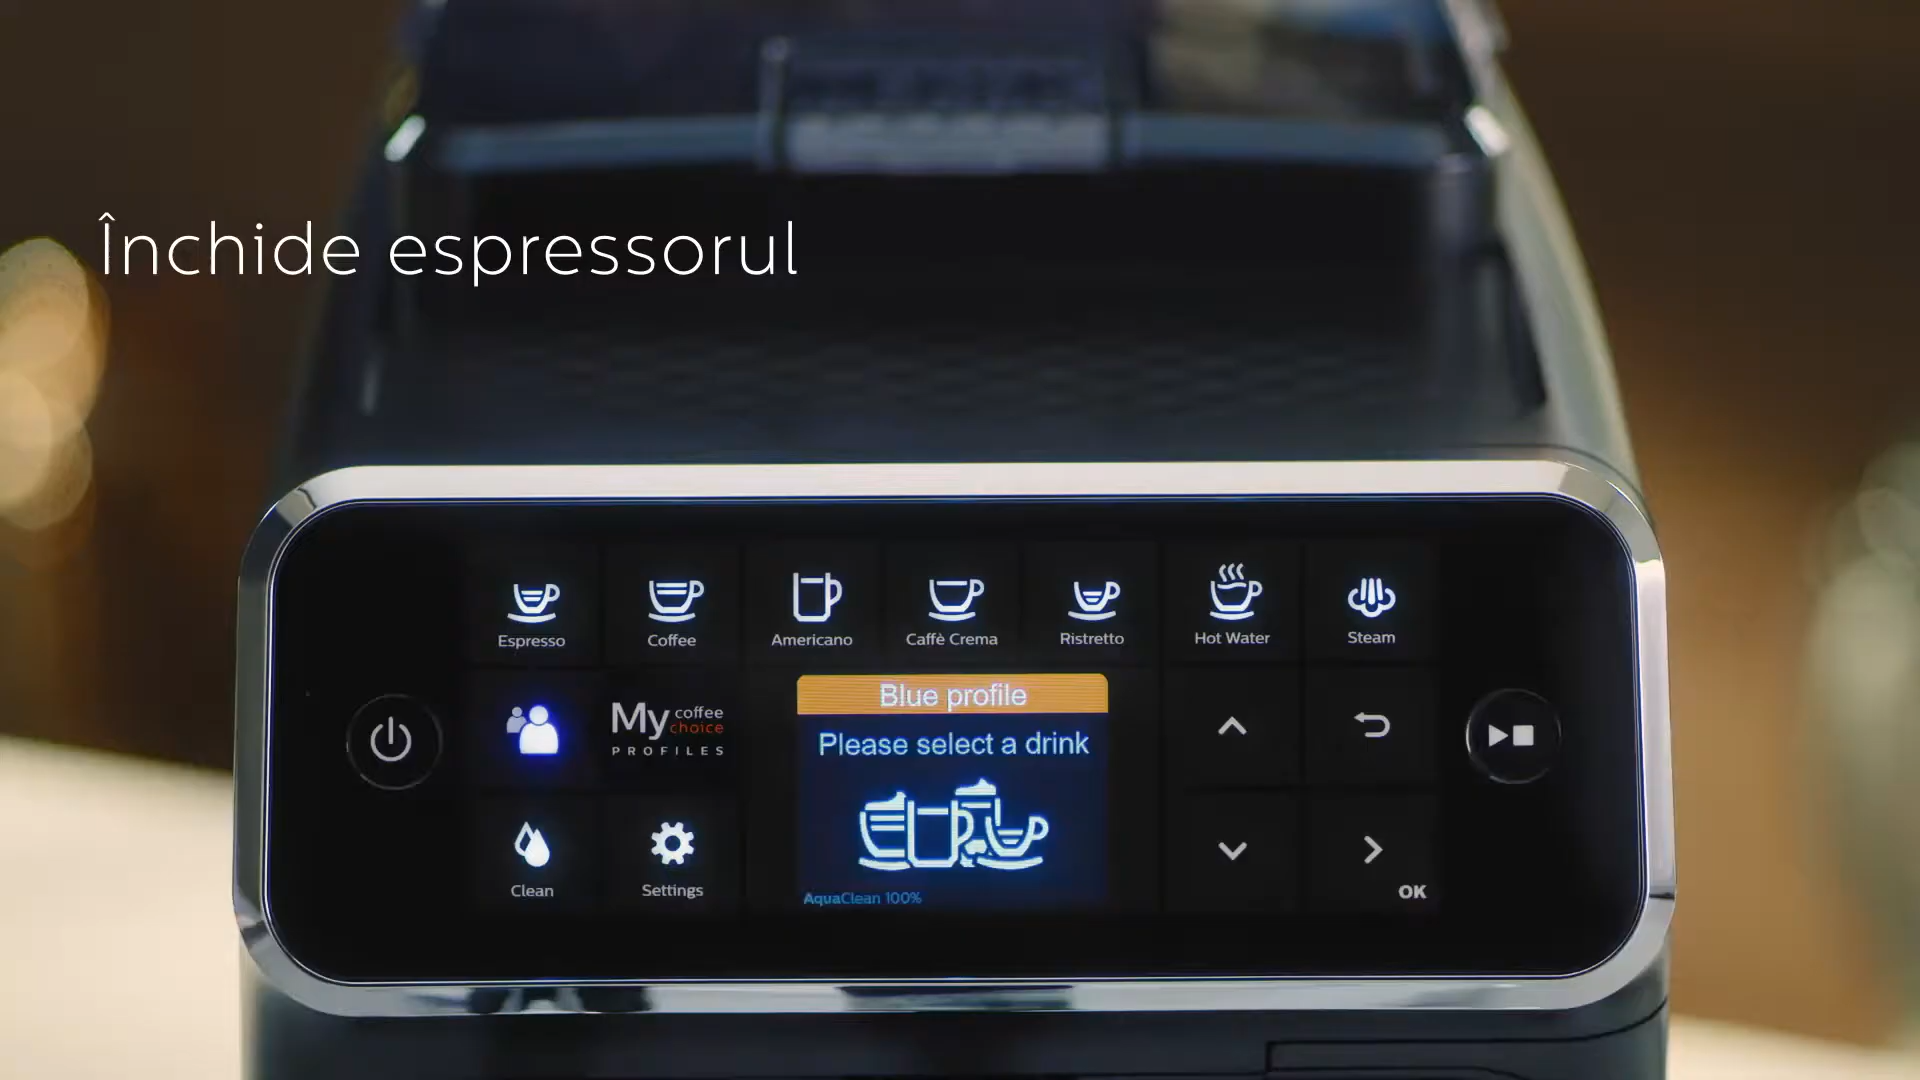 Închide espressorul
Espresso
Coffee
Americano
Caffè Crema
Ristretto
Hot Water
Steam
My coffee choice
PROFILES
Blue profile
Please select a drink
Clean
Settings
AquaClean 100%
OK